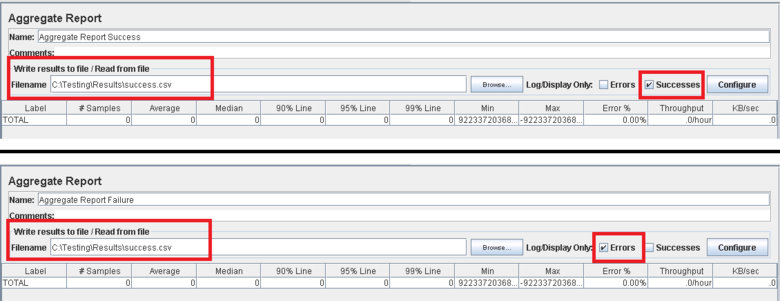 Aggregate Report
Name: Aggregate Report Success
Comments:
Write results to file / Read from file
Filename C:\Testing\Results\success.csv Browse... Log/Display Only: Errors Successes Configure
Label # Samples Average Median 90% Line 95% Line 99% Line Min Max Error % Throughput KB/sec
TOTAL 0 0 0 0 0 0 92233720368... -92233720368... 0.00% .0/hour .0
Aggregate Report
Name: Aggregate Report Failure
Comments:
Write results to file / Read from file
Filename C:\Testing\Results\success.csv Browse... Log/Display Only: Errors Successes Configure
Label # Samples Average Median 90% Line 95% Line 99% Line Min Max Error % Throughput KB/sec
TOTAL 0 0 0 0 0 0 92233720368... -92233720368... 0.00% .0/hour .0